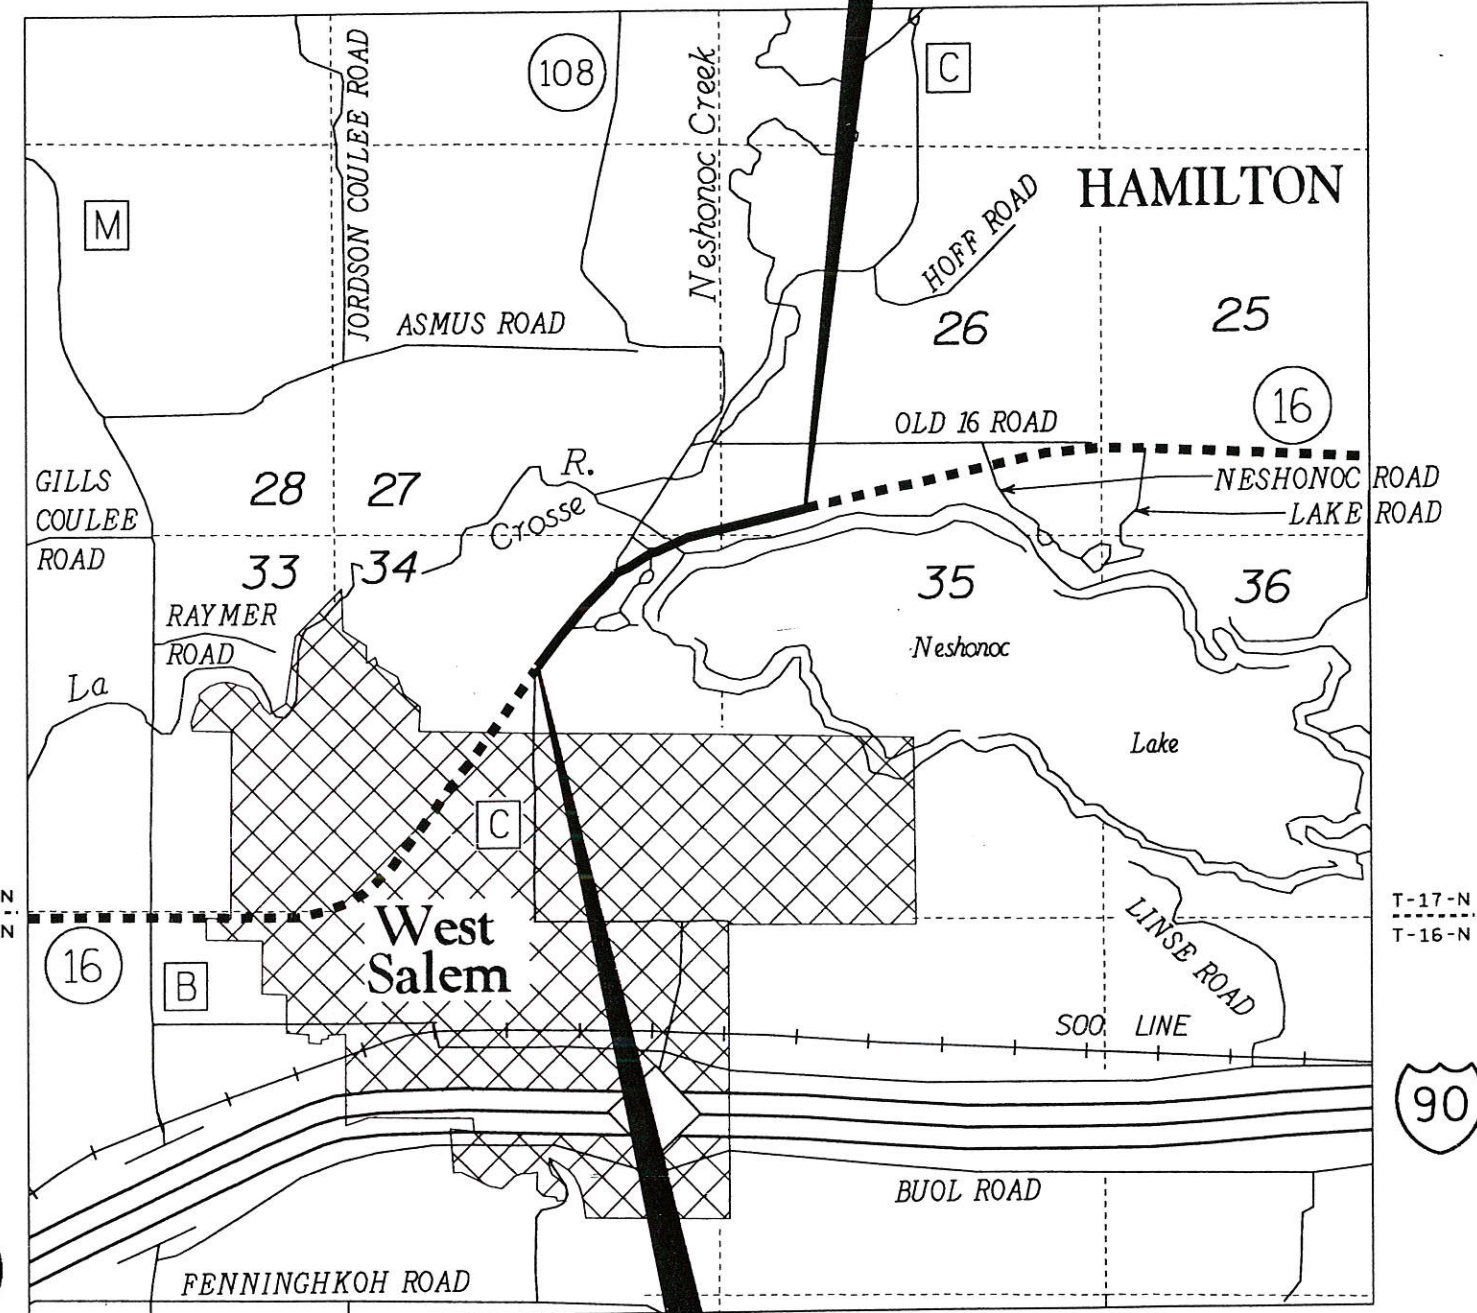 JORDSON COULEE ROAD
108
Neshonoc Creek
C
M
HAMILTON
HOFF ROAD
ASMUS ROAD
26
25
16
OLD 16 ROAD
GILLS
COULEE
ROAD
28
27
R.
Crosse
NESHONOC ROAD
LAKE ROAD
33
34
35
36
RAYMER
ROAD
Neshonoc
La
Lake
C
N
N
T-17-N
T-16-N
West
Salem
16
B
LINSE ROAD
SOO LINE
90
BUOL ROAD
FENNINGHKOH ROAD